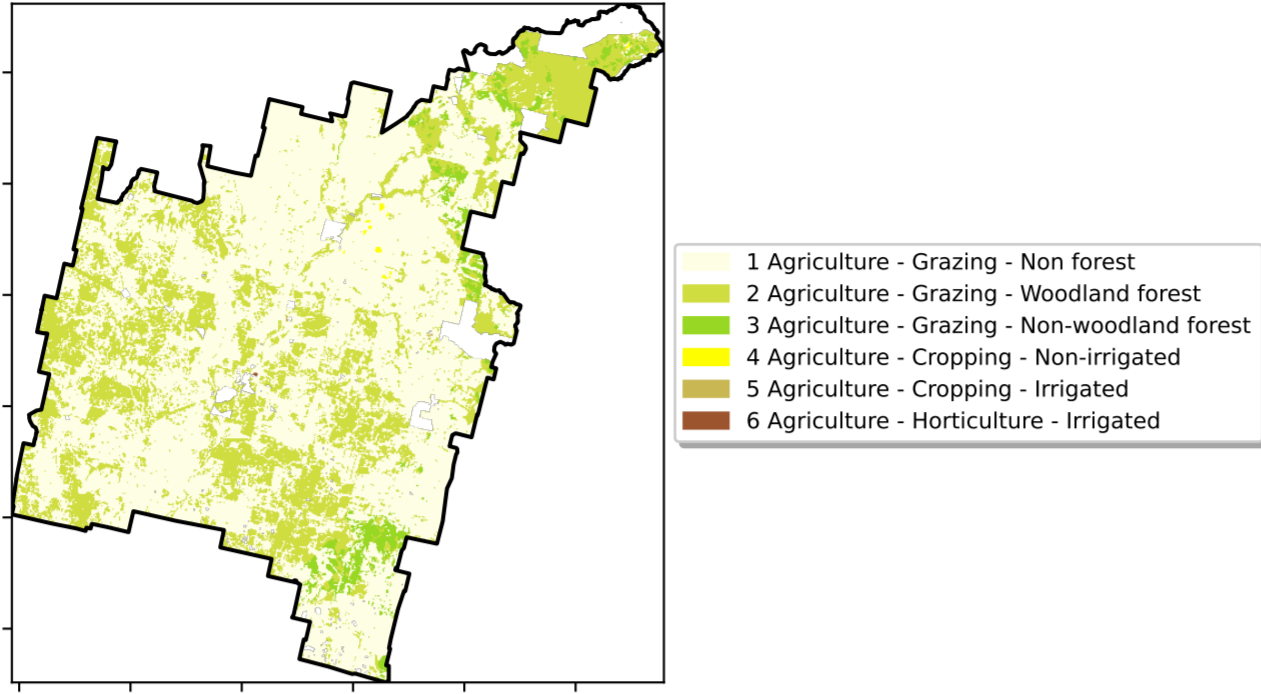 1 Agriculture - Grazing - Non forest
2 Agriculture - Grazing - Woodland forest
3 Agriculture - Grazing - Non-woodland forest
4 Agriculture - Cropping - Non-irrigated
5 Agriculture - Cropping - Irrigated
6 Agriculture - Horticulture - Irrigated